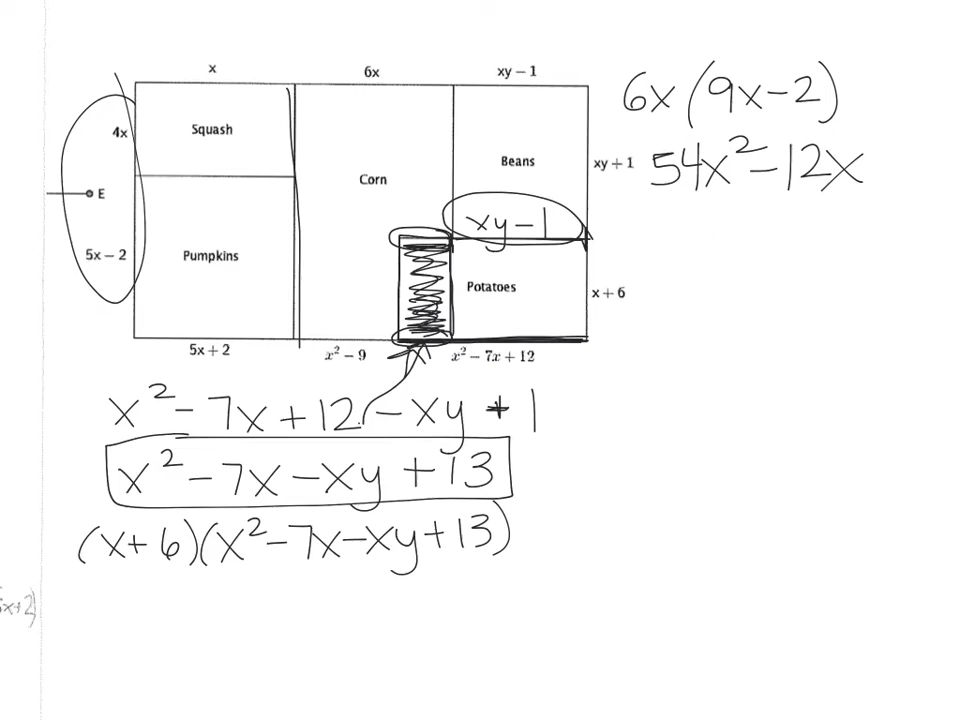 x 6x xy − 1
6x (9x−2)
4x Squash
Corn
Beans
xy + 1
54x² − 12x
E
xy − 1
5x − 2 Pumpkins
Potatoes
x + 6
5x + 2 x² − 9 x² − 7x + 12
x² − 7x + 12 − xy + 1
x² − 7x − xy + 13
(x+6)(x² − 7x − xy + 13)
5x+2)